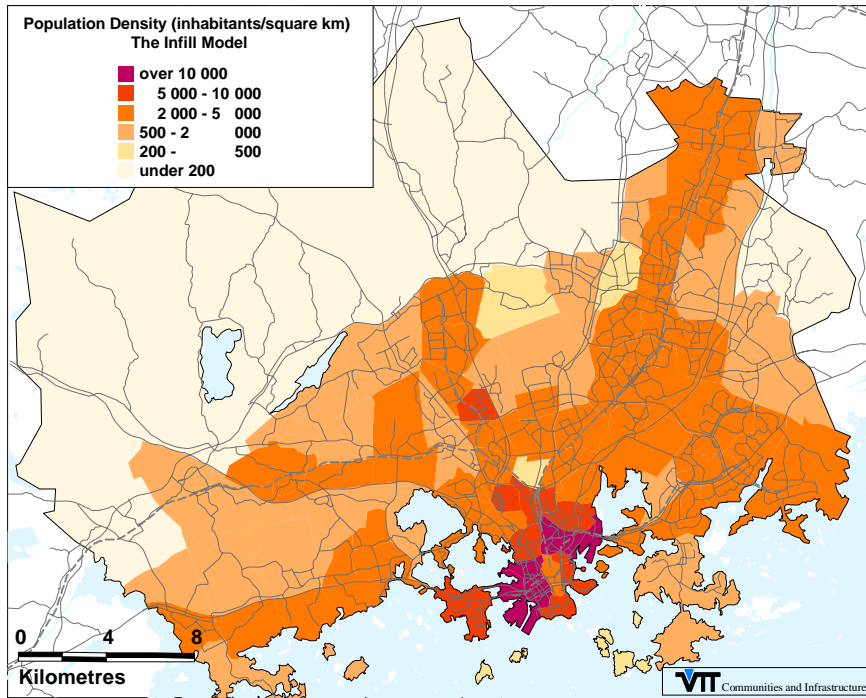 Population Density (inhabitants/square km)
The Infill Model
over 10 000
5 000 - 10 000
2 000 - 5 000
500 - 2 000
200 - 500
under 200
0 4 8
Kilometres
VTT Communities and Infrastructure